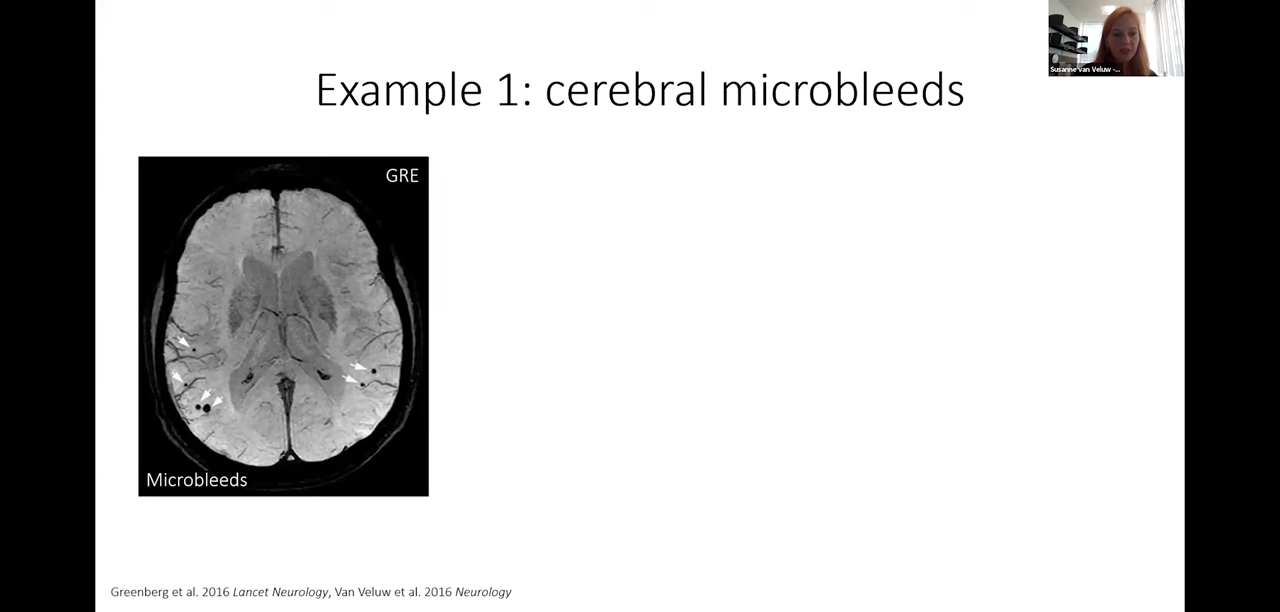 Susanne van Veluw -...
Example 1: cerebral microbleeds
GRE
Microbleeds
Greenberg et al. 2016 Lancet Neurology, Van Veluw et al. 2016 Neurology